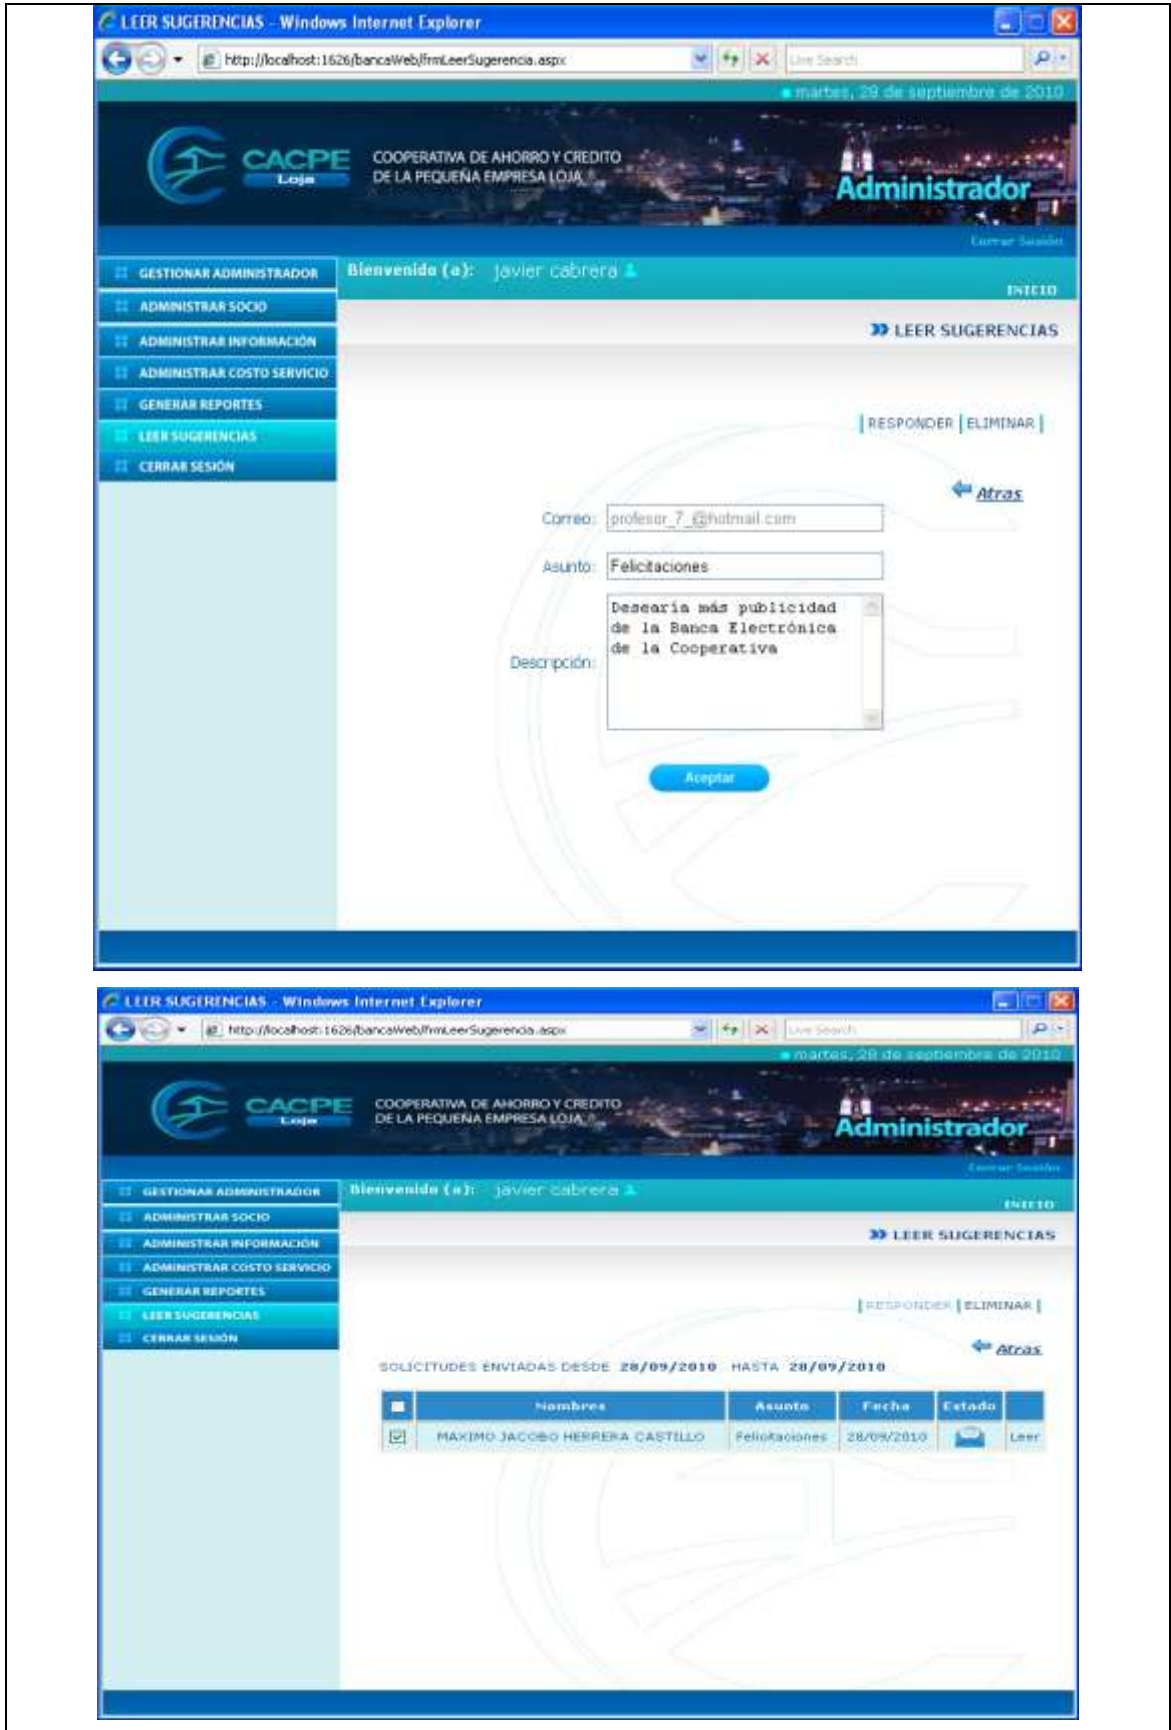 LEER SUGERENCIAS - Windows Internet Explorer
http://localhost:1626/bancaWeb/frmLeerSugerencia.aspx
Live Search
martes, 28 de septiembre de 2010
CACPE
Loja
COOPERATIVA DE AHORRO Y CREDITO
DE LA PEQUEÑA EMPRESA LOJA
Administrador
Cerrar Sesión
GESTIONAR ADMINISTRADOR
Bienvenido (a): javier cabrera
INICIO
ADMINISTRAR SOCIO
LEER SUGERENCIAS
ADMINISTRAR INFORMACIÓN
ADMINISTRAR COSTO SERVICIO
GENERAR REPORTES
RESPONDER | ELIMINAR |
LEER SUGERENCIAS
CERRAR SESIÓN
Atras
Correo: profesor_7_@hotmail.com
Asunto: Felicitaciones
Descripción: Desearía más publicidad
de la Banca Electrónica
de la Cooperativa
Aceptar
LEER SUGERENCIAS - Windows Internet Explorer
http://localhost:1626/bancaWeb/frmLeerSugerencia.aspx
Live Search
martes, 28 de septiembre de 2010
CACPE
Loja
COOPERATIVA DE AHORRO Y CREDITO
DE LA PEQUEÑA EMPRESA LOJA
Administrador
Cerrar Sesión
GESTIONAR ADMINISTRADOR
Bienvenido (a): javier cabrera
INICIO
ADMINISTRAR SOCIO
LEER SUGERENCIAS
ADMINISTRAR INFORMACIÓN
ADMINISTRAR COSTO SERVICIO
GENERAR REPORTES
| RESPONDER | ELIMINAR |
LEER SUGERENCIAS
CERRAR SESIÓN
Atras
SOLICITUDES ENVIADAS DESDE 28/09/2010 HASTA 28/09/2010
Nombres Asunto Fecha Estado
MAXIMO JACOBO HERRERA CASTILLO Felicitaciones 28/09/2010 Leer